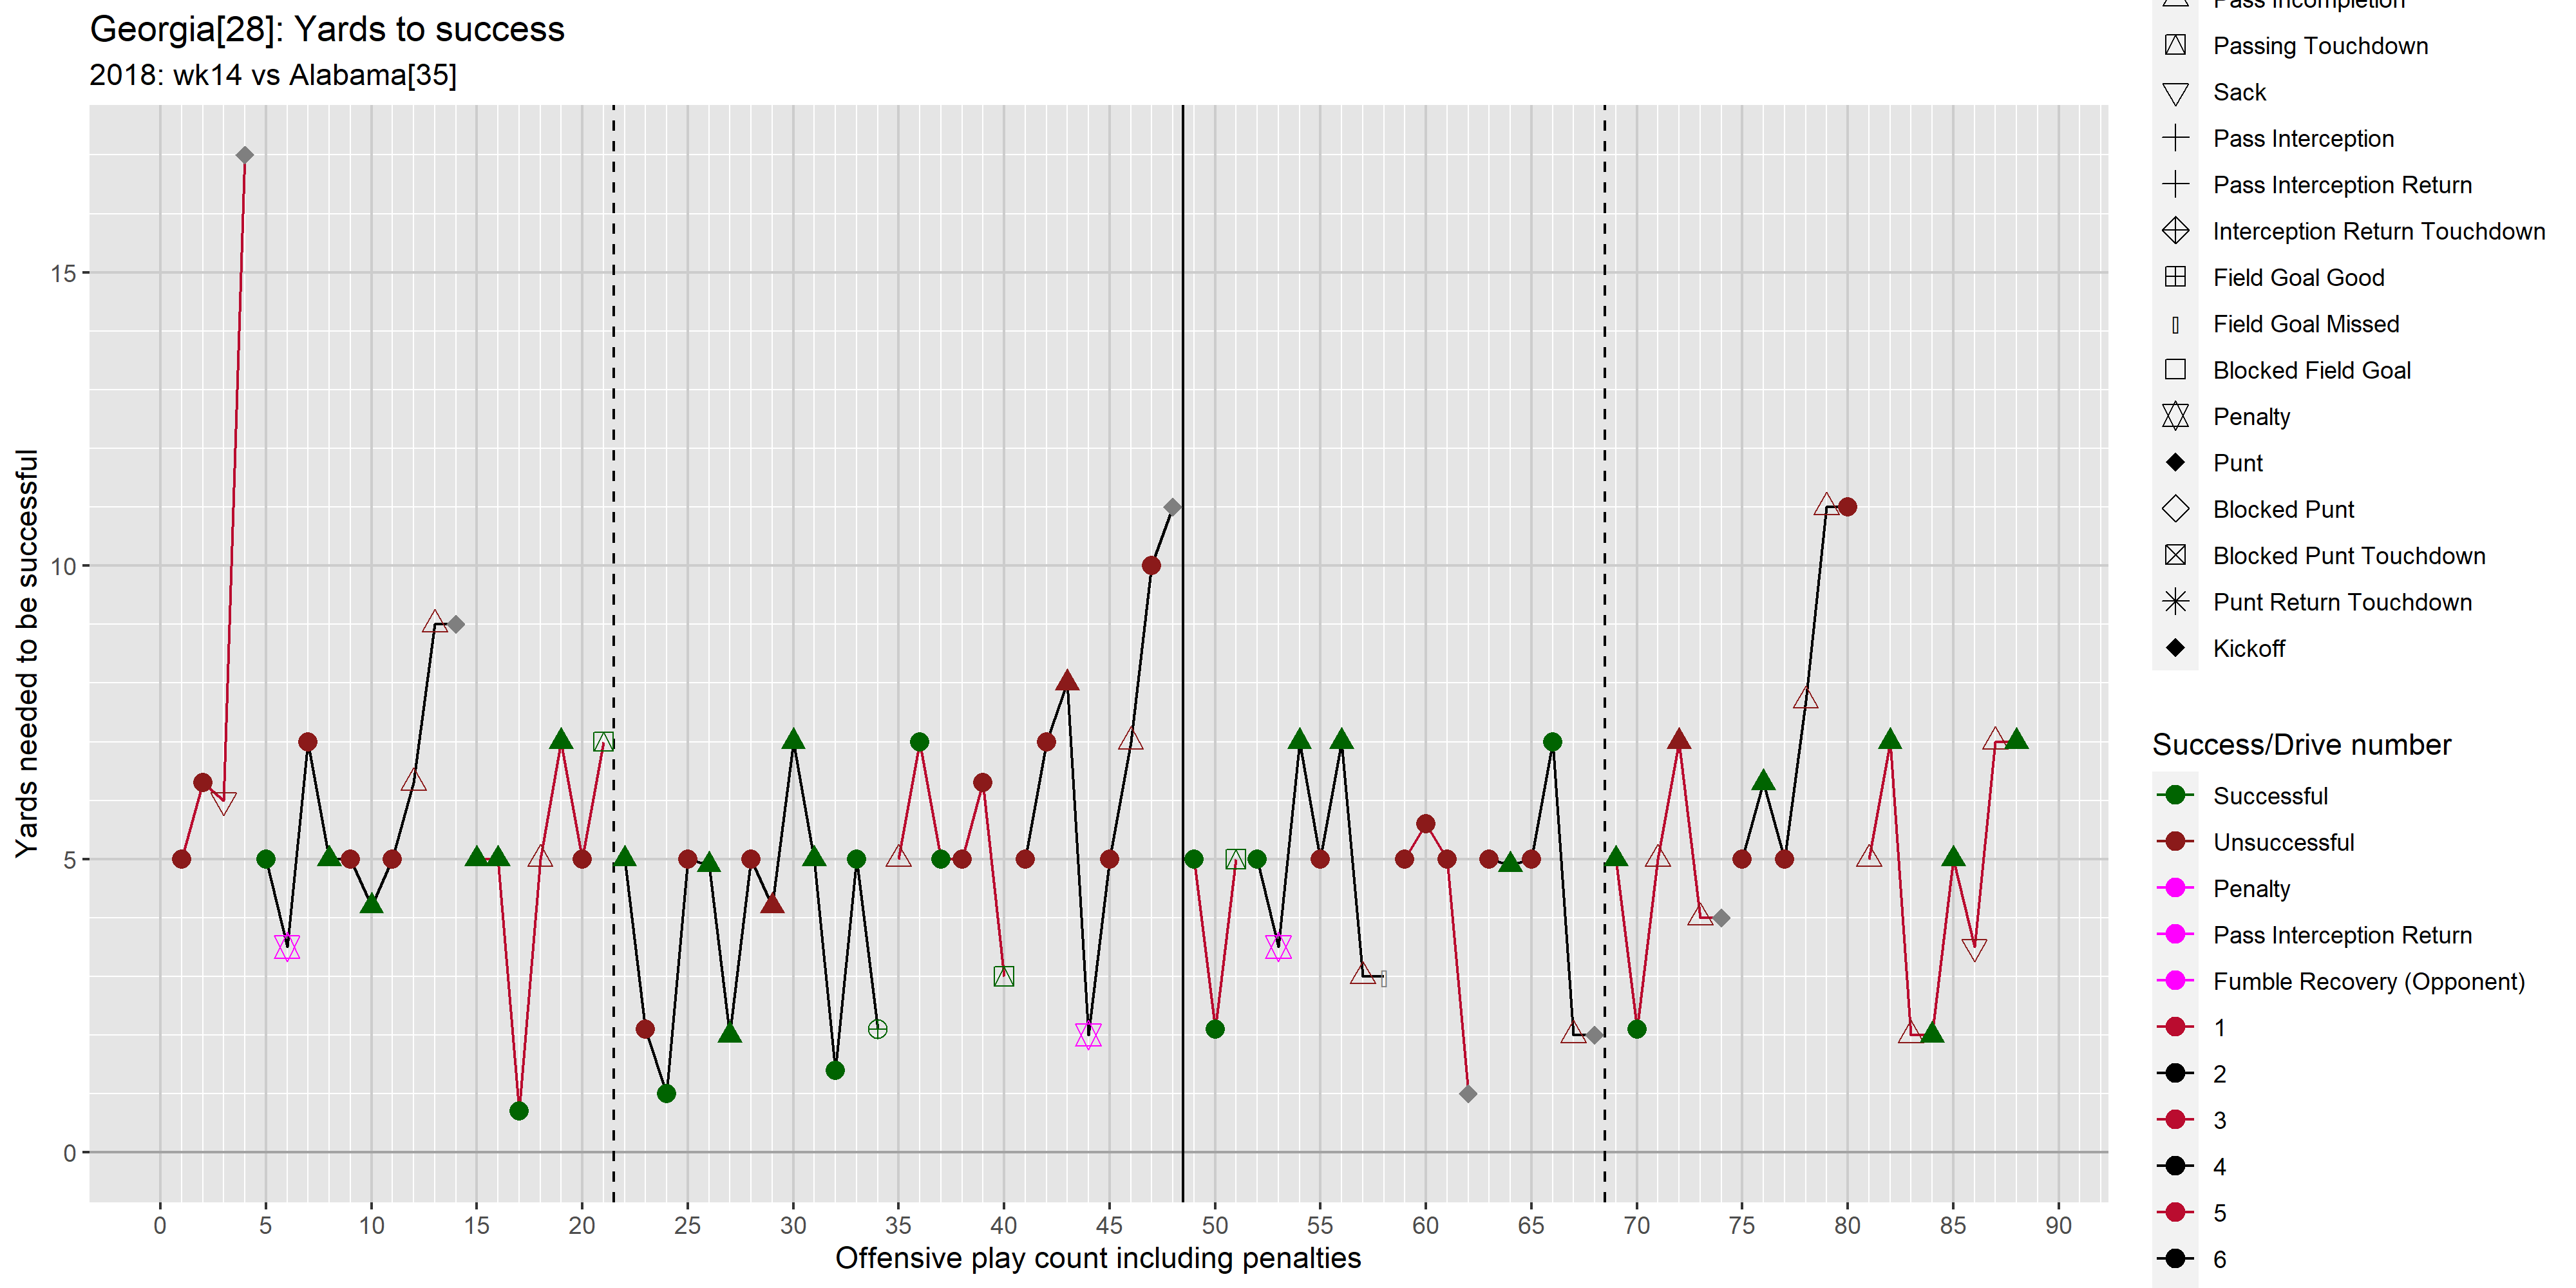 Georgia[28]: Yards to success
2018: wk14 vs Alabama[35]
Yards needed to be successful
15
10
5
0
0 5 10 15 20 25 30 35 40 45 50 55 60 65 70 75 80 85 90
Offensive play count including penalties
Pass Incompletion
Passing Touchdown
Sack
Pass Interception
Pass Interception Return
Interception Return Touchdown
Field Goal Good
Field Goal Missed
Blocked Field Goal
Penalty
Punt
Blocked Punt
Blocked Punt Touchdown
Punt Return Touchdown
Kickoff
Success/Drive number
Successful
Unsuccessful
Penalty
Pass Interception Return
Fumble Recovery (Opponent)
1
2
3
4
5
6